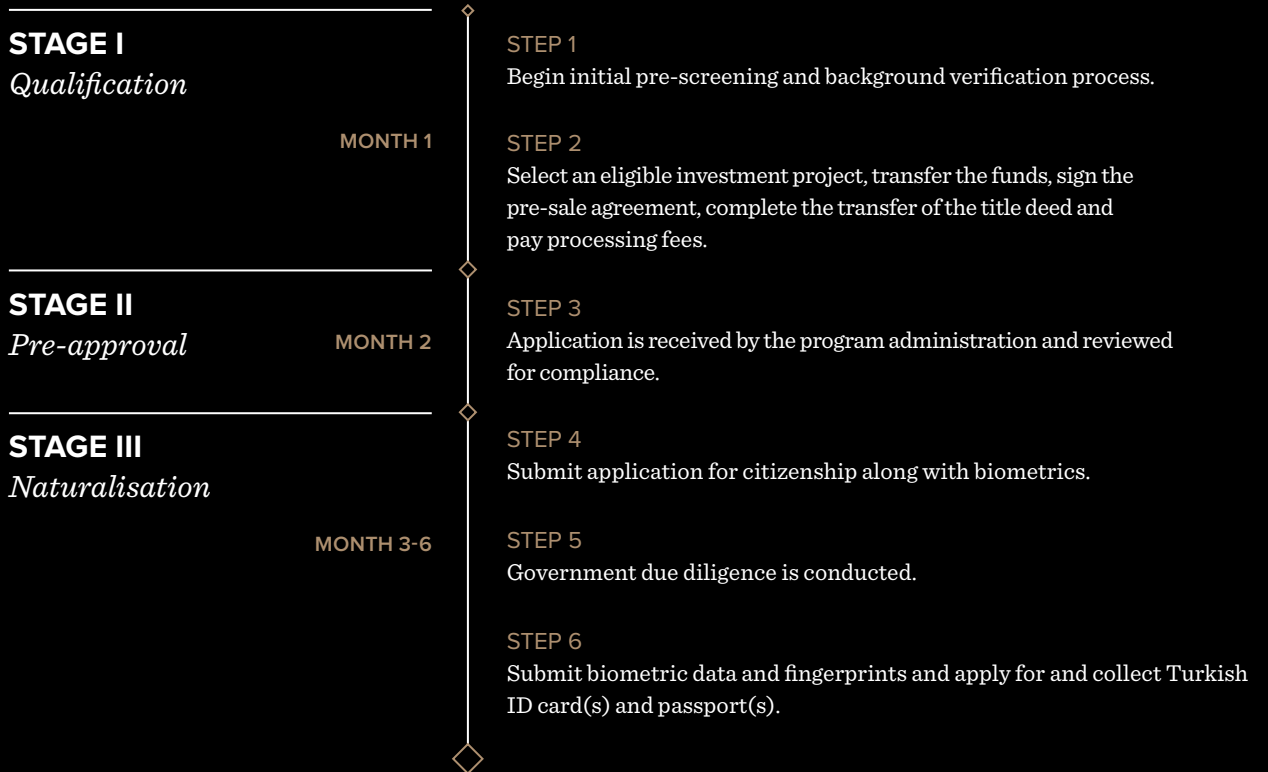 STAGE I
Qualification
MONTH 1
STEP 1
Begin initial pre-screening and background verification process.
STEP 2
Select an eligible investment project, transfer the funds, sign the
pre-sale agreement, complete the transfer of the title deed and
pay processing fees.
STAGE II
Pre-approval
MONTH 2
STEP 3
Application is received by the program administration and reviewed
for compliance.
STAGE III
Naturalisation
MONTH 3-6
STEP 4
Submit application for citizenship along with biometrics.
STEP 5
Government due diligence is conducted.
STEP 6
Submit biometric data and fingerprints and apply for and collect Turkish
ID card(s) and passport(s).